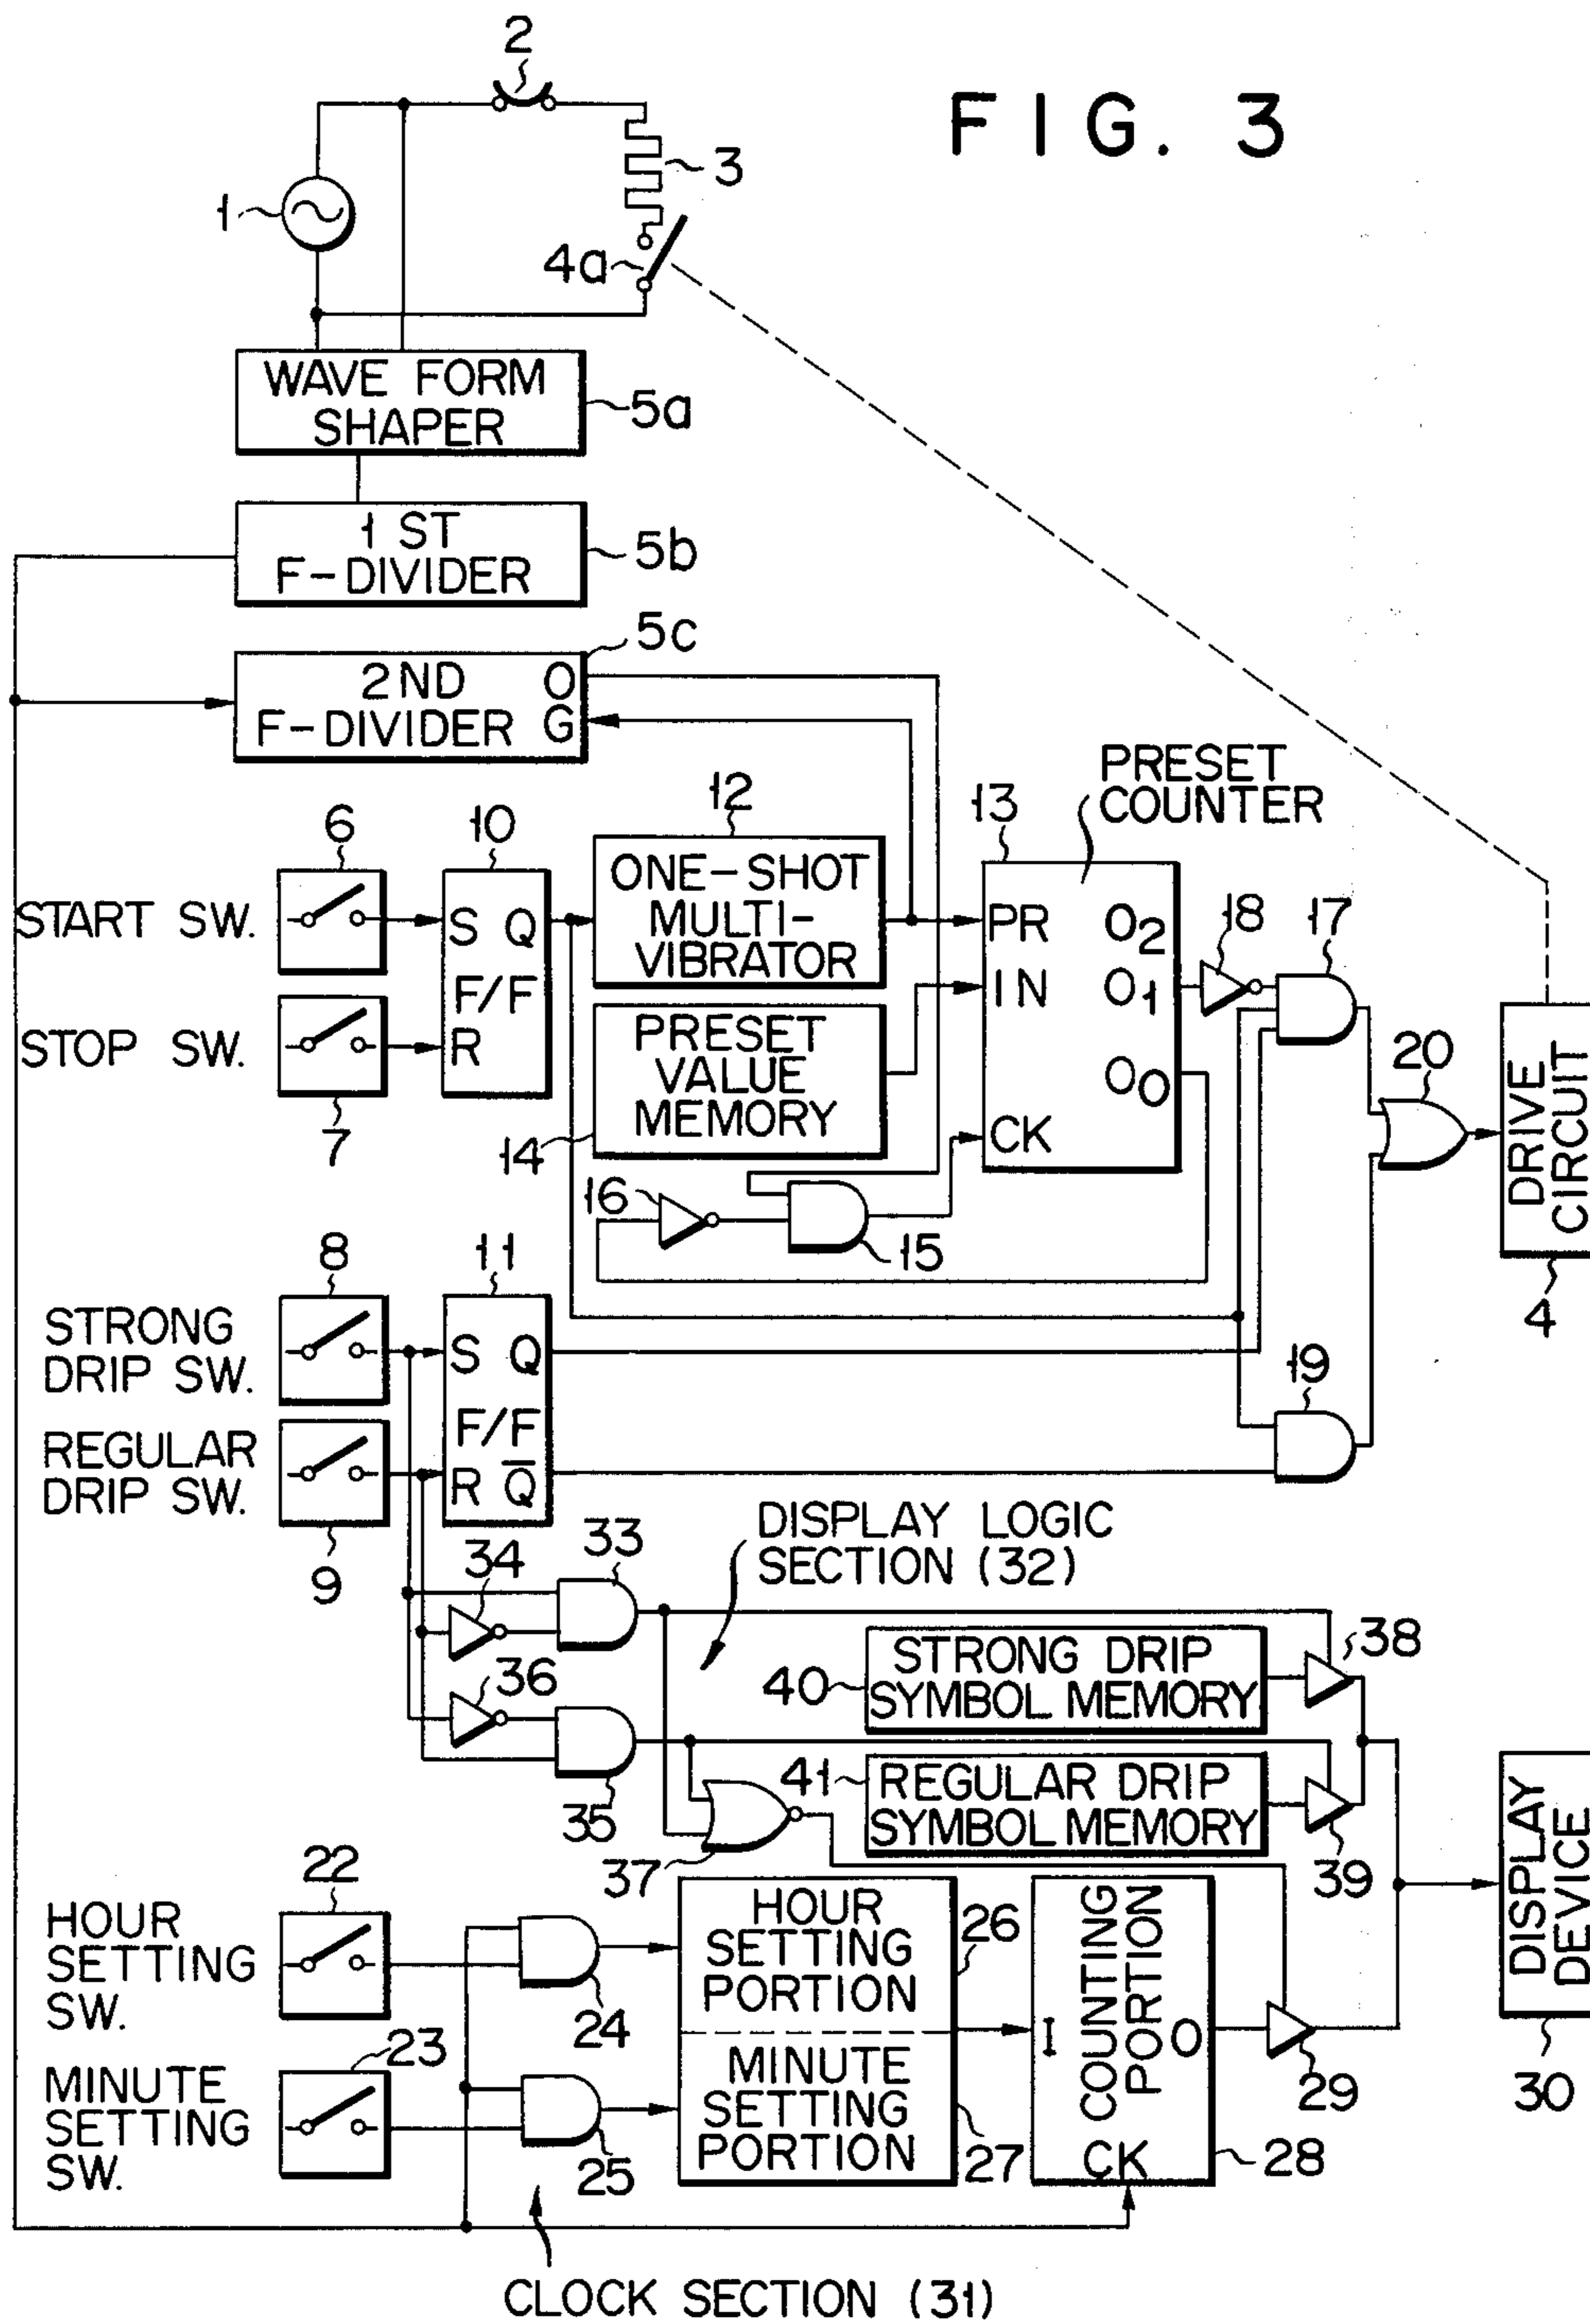 FIG. 3
2
1
3
4a
WAVE FORM
SHAPER
5a
1 ST
F-DIVIDER
5b
5c
2ND
F-DIVIDER
O
G
12
13
PRESET
COUNTER
6
10
START SW.
S Q
F/F
R
ONE-SHOT
MULTI-
VIBRATOR
PR
IN
CK
O2
O1
O0
18
17
STOP SW.
7
PRESET
VALUE
MEMORY
14
20
DRIVE
CIRCUIT
4
16
15
8
11
STRONG
DRIP SW.
S Q
F/F
R Q̅
19
REGULAR
DRIP SW.
9
34
33
DISPLAY LOGIC
SECTION (32)
36
35
40
STRONG DRIP
SYMBOL MEMORY
38
41
REGULAR DRIP
SYMBOL MEMORY
39
37
22
HOUR
SETTING
SW.
24
HOUR
SETTING
PORTION
26
COUNTING
PORTION
I
O
CK
28
29
DISPLAY
DEVICE
30
23
MINUTE
SETTING
SW.
25
MINUTE
SETTING
PORTION
27
CLOCK SECTION (31)